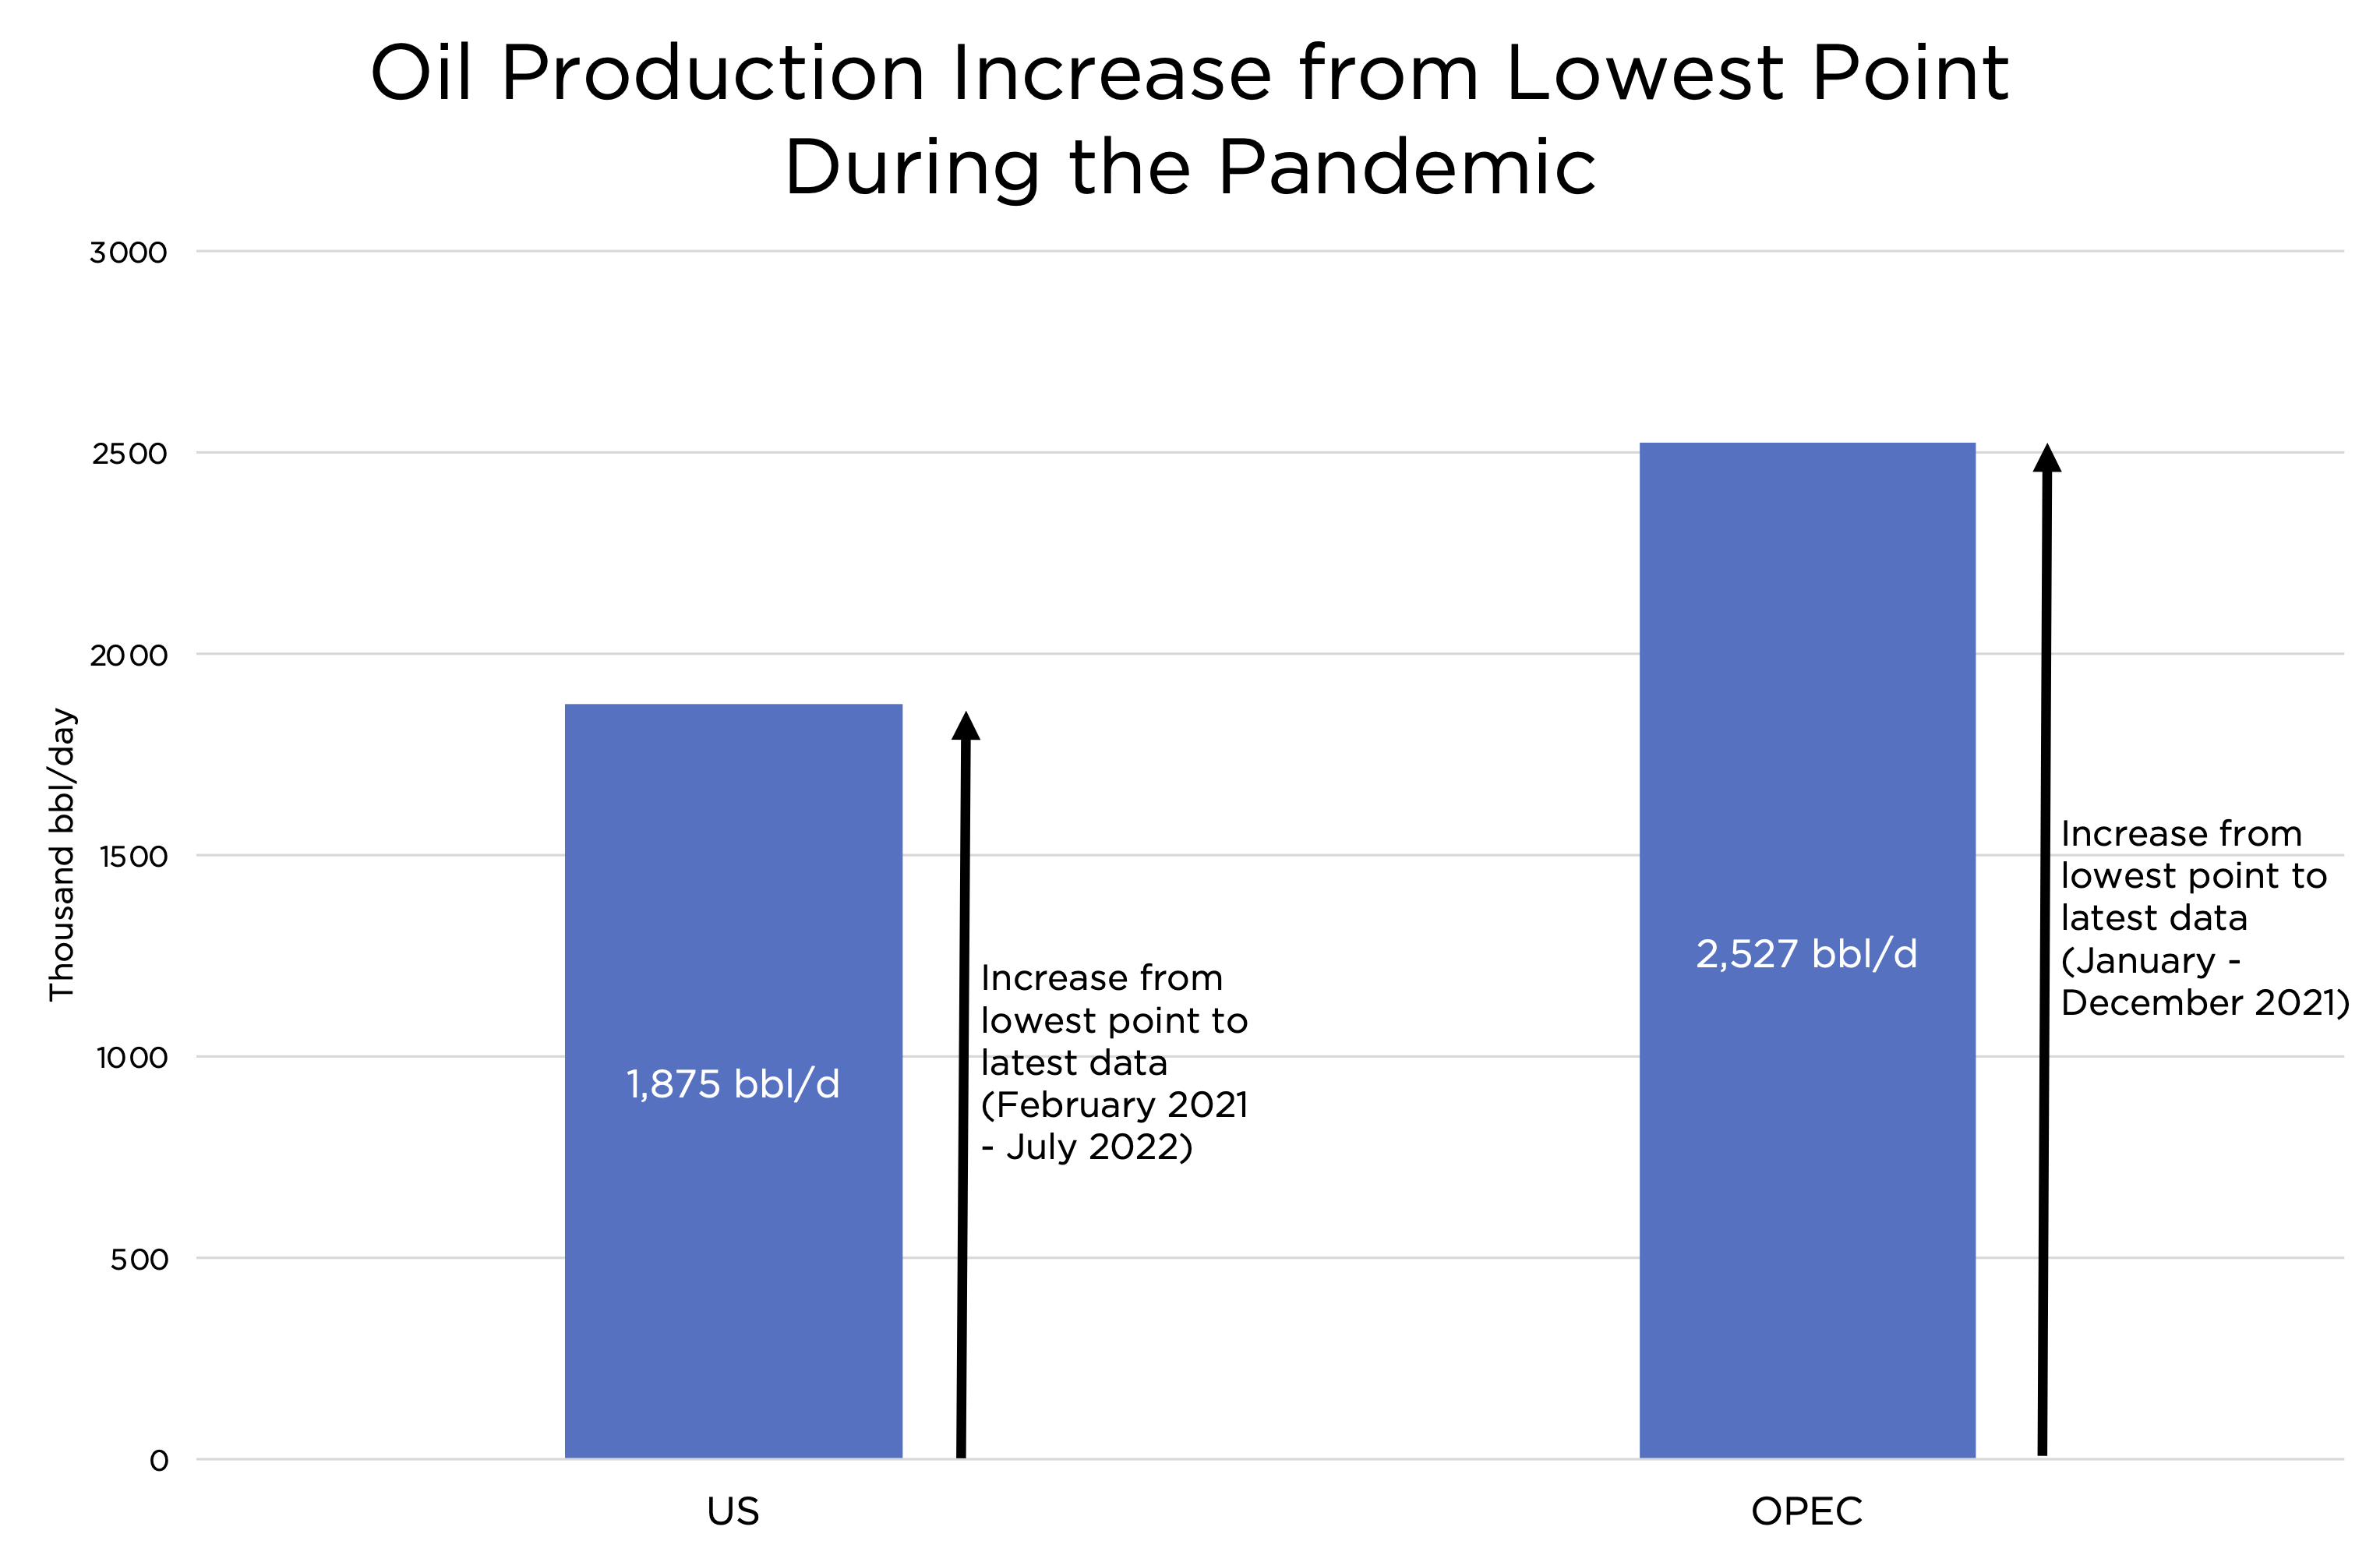 Oil Production Increase from Lowest Point
During the Pandemic
3000
2500
2000
1500
1000
500
0
Thousand bbl/day
1,875 bbl/d
Increase from
lowest point to
latest data
(February 2021
- July 2022)
2,527 bbl/d
Increase from
lowest point to
latest data
(January -
December 2021)
US
OPEC